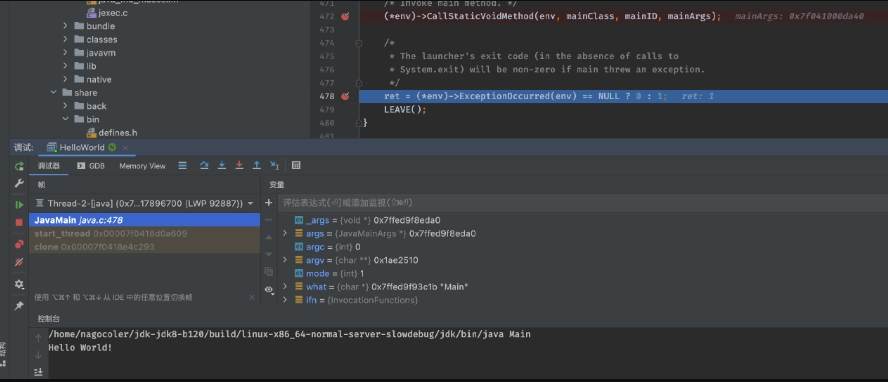 jexec.c
bundle
classes
javavm
lib
native
share
back
bin
defines.h
471 /* Invoke main method. */
472 (*env)->CallStaticVoidMethod(env, mainClass, mainID, mainArgs); mainArgs: 0x7f041000da40
473
474 /*
475 * The launcher's exit code (in the absence of calls to
476 * System.exit) will be non-zero if main threw an exception.
477 */
478 ret = (*env)->ExceptionOccurred(env) == NULL ? 0 : 1; ret: 1
479 LEAVE();
480 }
481
调试: HelloWorld
调试器 GDB Memory View
帧 变量
Thread-2-[java] (0x7...17896700 (LWP 92887)
评估表达式(⏎)或添加监视(⇧⌘⏎)
JavaMain java.c:478
start_thread 0x00007f0418d0a609
clone 0x00007f0418e4c293
_args = {void *} 0x7ffed9f8eda0
args = {JavaMainArgs *} 0x7ffed9f8eda0
argc = {int} 0
argv = {char **} 0x1ae2510
mode = {int} 1
what = {char *} 0x7ffed9f93c1b "Main"
ifn = {InvocationFunctions}
使用 ⌥⌘↑ 和 ⌥⌘↓ 从 IDE 中的任意位置切换帧
控制台
/home/nagocoler/jdk-jdk8-b120/build/linux-x86_64-normal-server-slowdebug/jdk/bin/java Main
Hello World!
结构